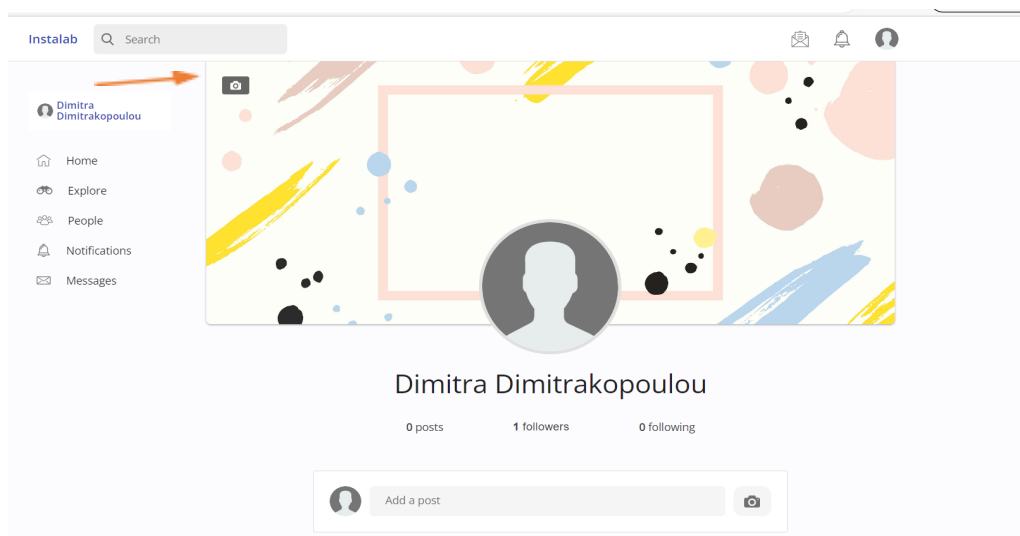 Instalab
Search
Dimitra
Dimitrakopoulou
Home
Explore
People
Notifications
Messages
Dimitra Dimitrakopoulou
0 posts 1 followers 0 following
Add a post